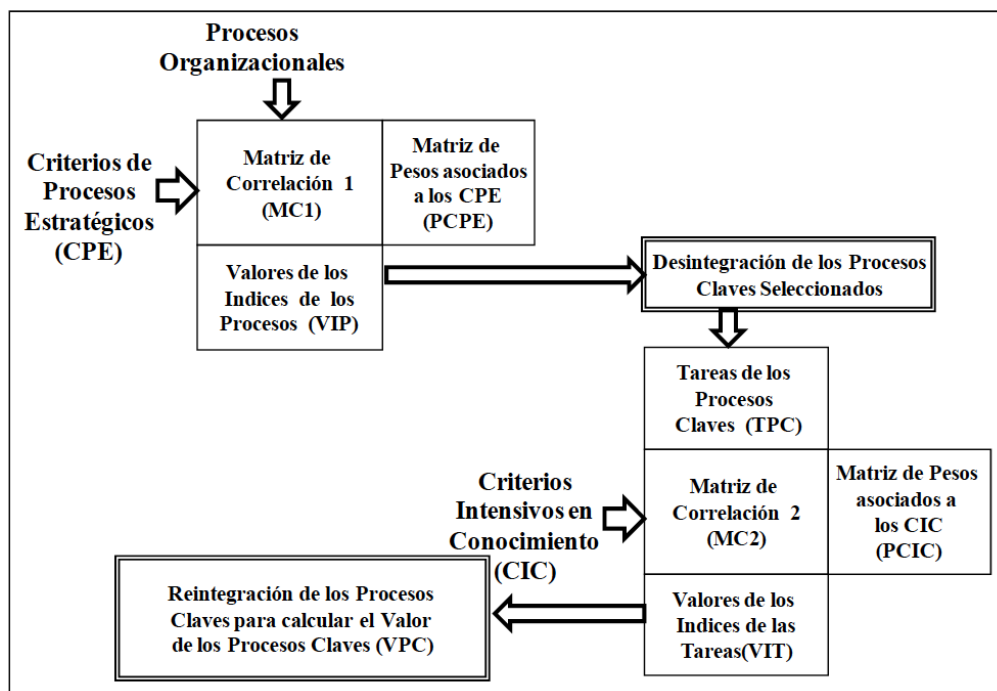 Procesos
Organizacionales
Criterios de
Procesos
Estratégicos
(CPE)
Matriz de
Correlación 1
(MC1)
Matriz de
Pesos asociados
a los CPE
(PCPE)
Valores de los
Indices de los
Procesos (VIP)
Desintegración de los Procesos
Claves Seleccionados
Tareas de los
Procesos
Claves (TPC)
Criterios
Intensivos en
Conocimiento
(CIC)
Matriz de
Correlación 2
(MC2)
Matriz de Pesos
asociados a
los CIC
(PCIC)
Valores de los
Indices de las
Tareas(VIT)
Reintegración de los Procesos
Claves para calcular el Valor
de los Procesos Claves (VPC)